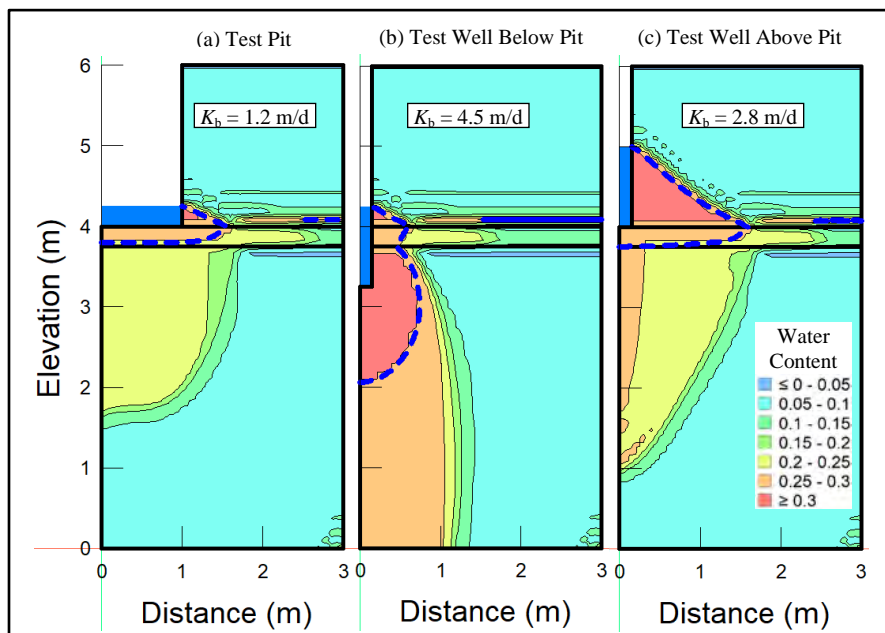 (a) Test Pit
(b) Test Well Below Pit
(c) Test Well Above Pit
K_b = 1.2 m/d
K_b = 4.5 m/d
K_b = 2.8 m/d
Elevation (m)
6
5
4
3
2
1
0
Water
Content
≤ 0 - 0.05
0.05 - 0.1
0.1 - 0.15
0.15 - 0.2
0.2 - 0.25
0.25 - 0.3
≥ 0.3
0 1 2 3
0 1 2 3
0 1 2 3
Distance (m)
Distance (m)
Distance (m)